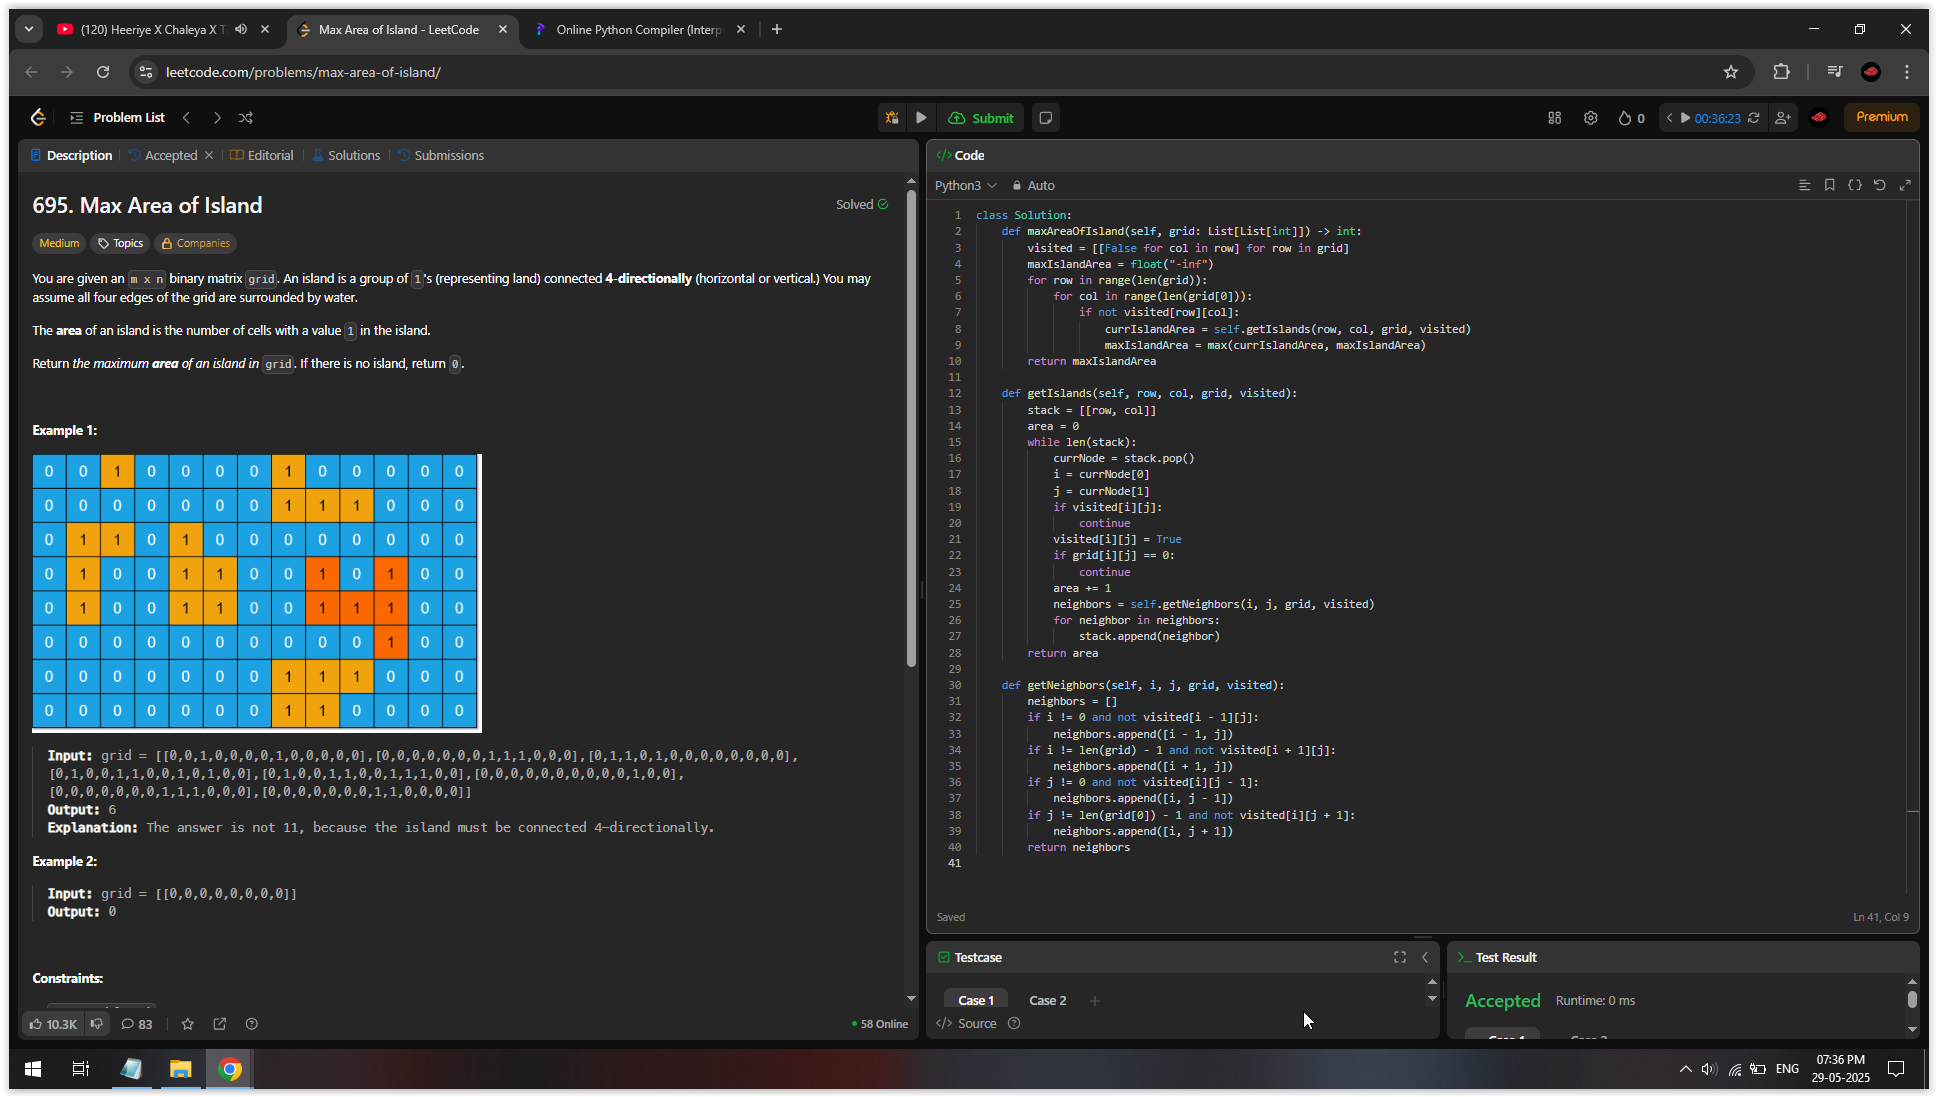 (120) Heeriye X Chaleya X T
Max Area of Island - LeetCode
Online Python Compiler (Interp
leetcode.com/problems/max-area-of-island/
Problem List
Submit
0
00:36:23
Premium
Description
Accepted
Editorial
Solutions
Submissions
695. Max Area of Island
Solved
Medium
Topics
Companies
You are given an m x n binary matrix grid. An island is a group of 1's (representing land) connected 4-directionally (horizontal or vertical.) You may
assume all four edges of the grid are surrounded by water.
The area of an island is the number of cells with a value 1 in the island.
Return the maximum area of an island in grid. If there is no island, return 0.
Example 1:
0 0 1 0 0 0 0 1 0 0 0 0 0
0 0 0 0 0 0 0 1 1 1 0 0 0
0 1 1 0 1 0 0 0 0 0 0 0 0
0 1 0 0 1 1 0 0 1 0 1 0 0
0 1 0 0 1 1 0 0 1 1 1 0 0
0 0 0 0 0 0 0 0 0 0 1 0 0
0 0 0 0 0 0 0 1 1 1 0 0 0
0 0 0 0 0 0 0 1 1 0 0 0 0
Input: grid = [[0,0,1,0,0,0,0,1,0,0,0,0,0],[0,0,0,0,0,0,0,1,1,1,0,0,0],[0,1,1,0,1,0,0,0,0,0,0,0,0],
[0,1,0,0,1,1,0,0,1,0,1,0,0],[0,1,0,0,1,1,0,0,1,1,1,0,0],[0,0,0,0,0,0,0,0,0,0,1,0,0],
[0,0,0,0,0,0,0,1,1,1,0,0,0],[0,0,0,0,0,0,0,1,1,0,0,0,0]]
Output: 6
Explanation: The answer is not 11, because the island must be connected 4-directionally.
Example 2:
Input: grid = [[0,0,0,0,0,0,0,0]]
Output: 0
Constraints:
10.3K
83
58 Online
Code
Python3
Auto
1 class Solution:
2 def maxAreaOfIsland(self, grid: List[List[int]]) -> int:
3 visited = [[False for col in row] for row in grid]
4 maxIslandArea = float("-inf")
5 for row in range(len(grid)):
6 for col in range(len(grid[0])):
7 if not visited[row][col]:
8 currIslandArea = self.getIslands(row, col, grid, visited)
9 maxIslandArea = max(currIslandArea, maxIslandArea)
10 return maxIslandArea
11
12 def getIslands(self, row, col, grid, visited):
13 stack = [[row, col]]
14 area = 0
15 while len(stack):
16 currNode = stack.pop()
17 i = currNode[0]
18 j = currNode[1]
19 if visited[i][j]:
20 continue
21 visited[i][j] = True
22 if grid[i][j] == 0:
23 continue
24 area += 1
25 neighbors = self.getNeighbors(i, j, grid, visited)
26 for neighbor in neighbors:
27 stack.append(neighbor)
28 return area
29
30 def getNeighbors(self, i, j, grid, visited):
31 neighbors = []
32 if i != 0 and not visited[i - 1][j]:
33 neighbors.append([i - 1, j])
34 if i != len(grid) - 1 and not visited[i + 1][j]:
35 neighbors.append([i + 1, j])
36 if j != 0 and not visited[i][j - 1]:
37 neighbors.append([i, j - 1])
38 if j != len(grid[0]) - 1 and not visited[i][j + 1]:
39 neighbors.append([i, j + 1])
40 return neighbors
41
Saved
Ln 41, Col 9
Testcase
Case 1
Case 2
Source
Test Result
Accepted
Runtime: 0 ms
ENG
07:36 PM
29-05-2025